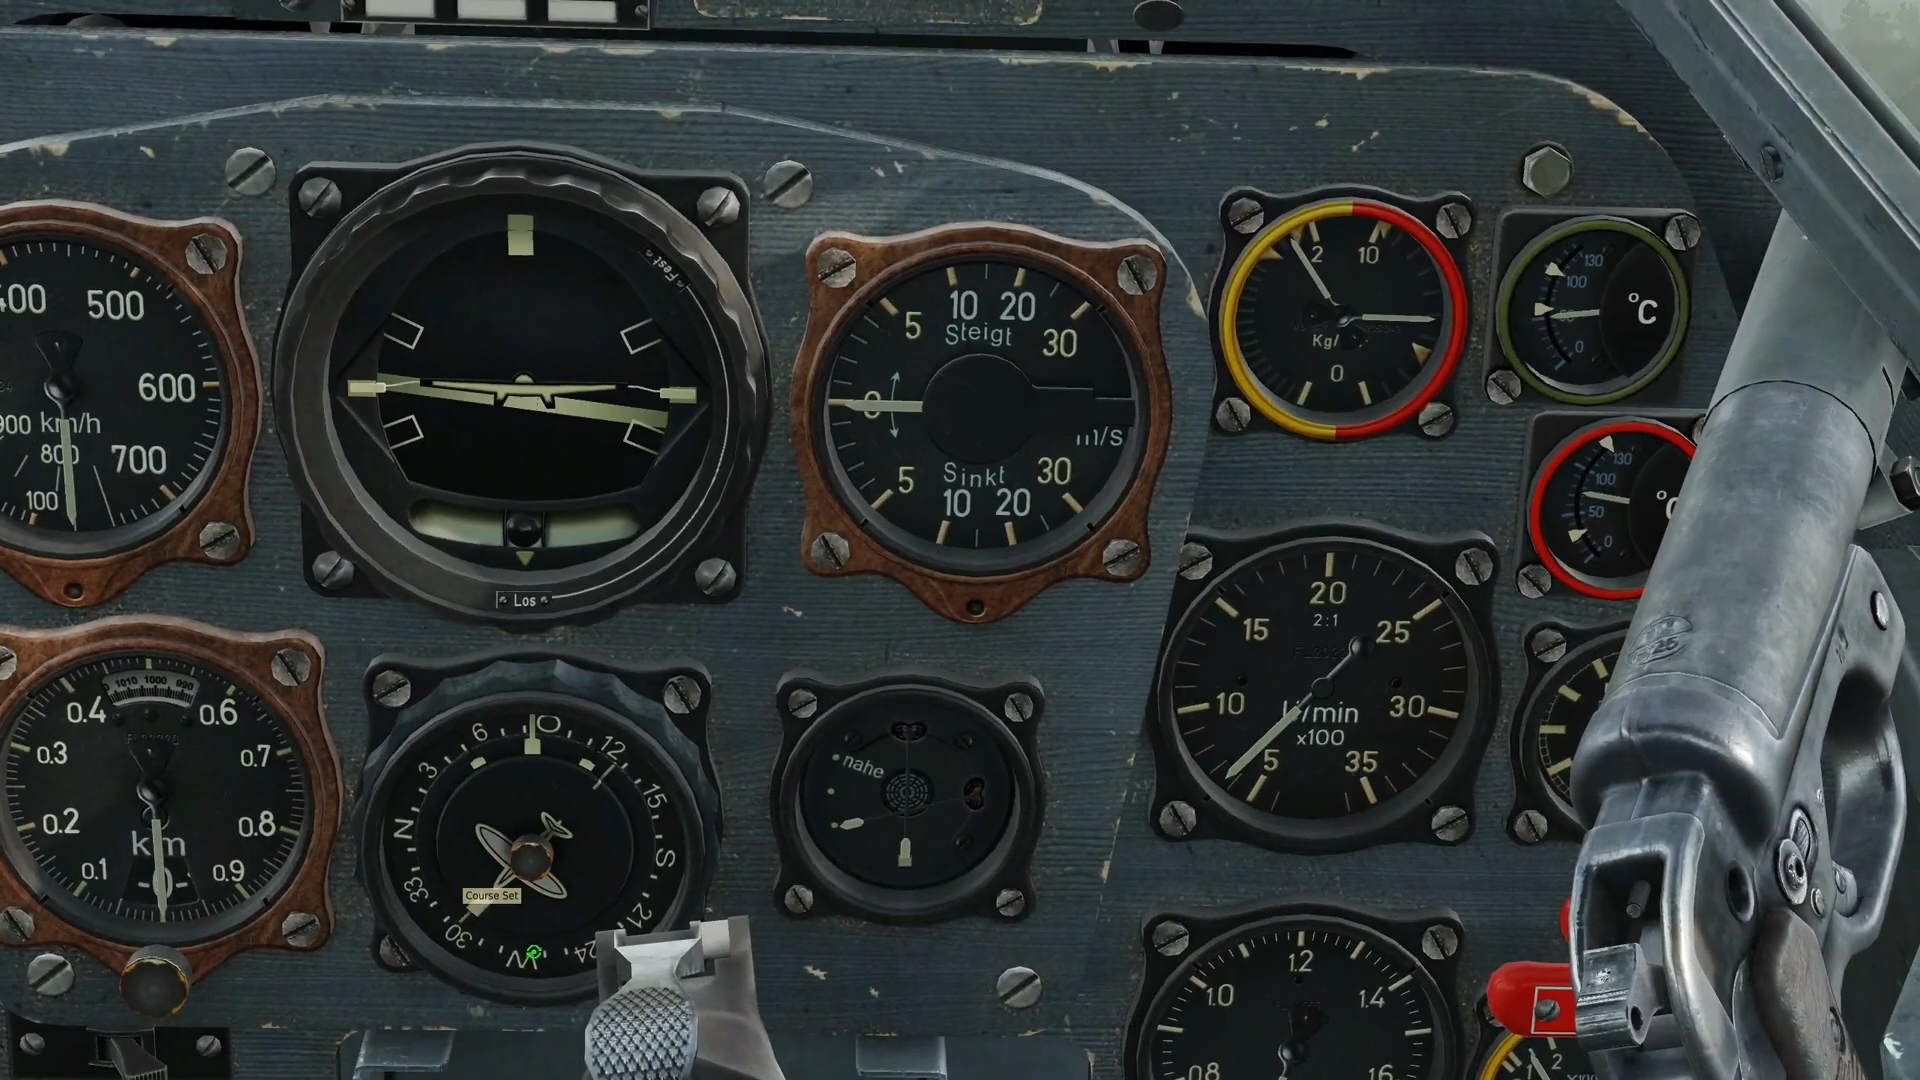 400 500
600
900 km/h
800 700
100
Fest
Los
10 20
5 Steigt 30
0
m/s
5 Sinkt 30
10 20
2 10
Kg/
0
130
100
0
°C
130
100
50
0
1010 1000 990
0.4 0.6
0.3 0.7
0.2 0.8
km
0.1 0 0.9
6 O 12
3 15
N S
33 21
30 W 24
Course Set
nahe
20
2:1
15 25
10 30
U/min
x100
5 35
1.2
1.0 1.4
0.8 1.6
1 2